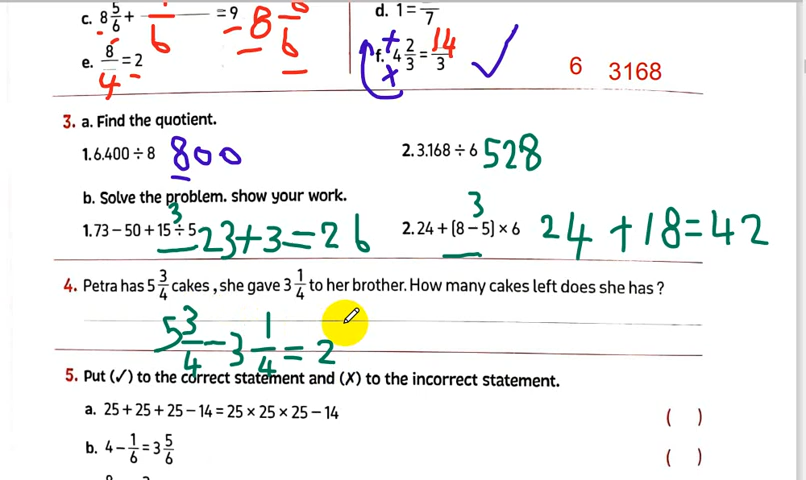 c. 8 5/6 + 1/6 = 9 8 6/6
d. 1 = /7
e. 8/4 = 2
f. 4 2/3 = 14/3 ✓
x + 6 3168
3. a. Find the quotient.
1.6.400 ÷ 8 800
2.3.168 ÷ 6 528
b. Solve the problem. show your work.
1.73 – 50 + 15 ÷ 5 3 23+3=26
2.24 + [8 – 5] × 6 3 24 +18=42
4. Petra has 5 3/4 cakes , she gave 3 1/4 to her brother. How many cakes left does she has ?
5 3/4 - 3 1/4 = 2
5. Put (✓) to the correct statement and (X) to the incorrect statement.
a. 25 + 25 + 25 – 14 = 25 × 25 × 25 – 14 ( )
b. 4 – 1/6 = 3 5/6 ( )